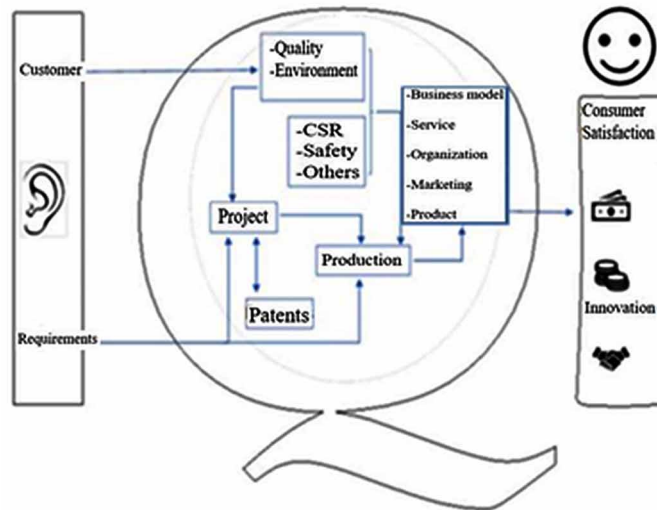 Customer
Requirements
-Quality
-Environment
-CSR
-Safety
-Others
Project
Patents
Production
-Business model
-Service
-Organization
-Marketing
-Product
Consumer
Satisfaction
Innovation